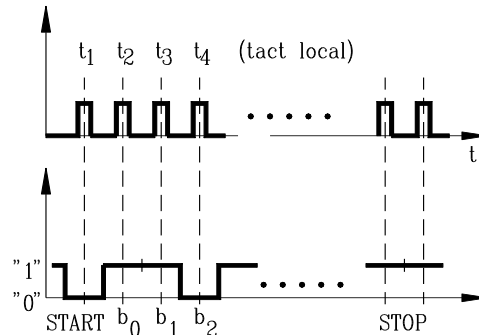 t1 t2 t3 t4 (tact local)
t
"1"
"0"
START b0 b1 b2 STOP